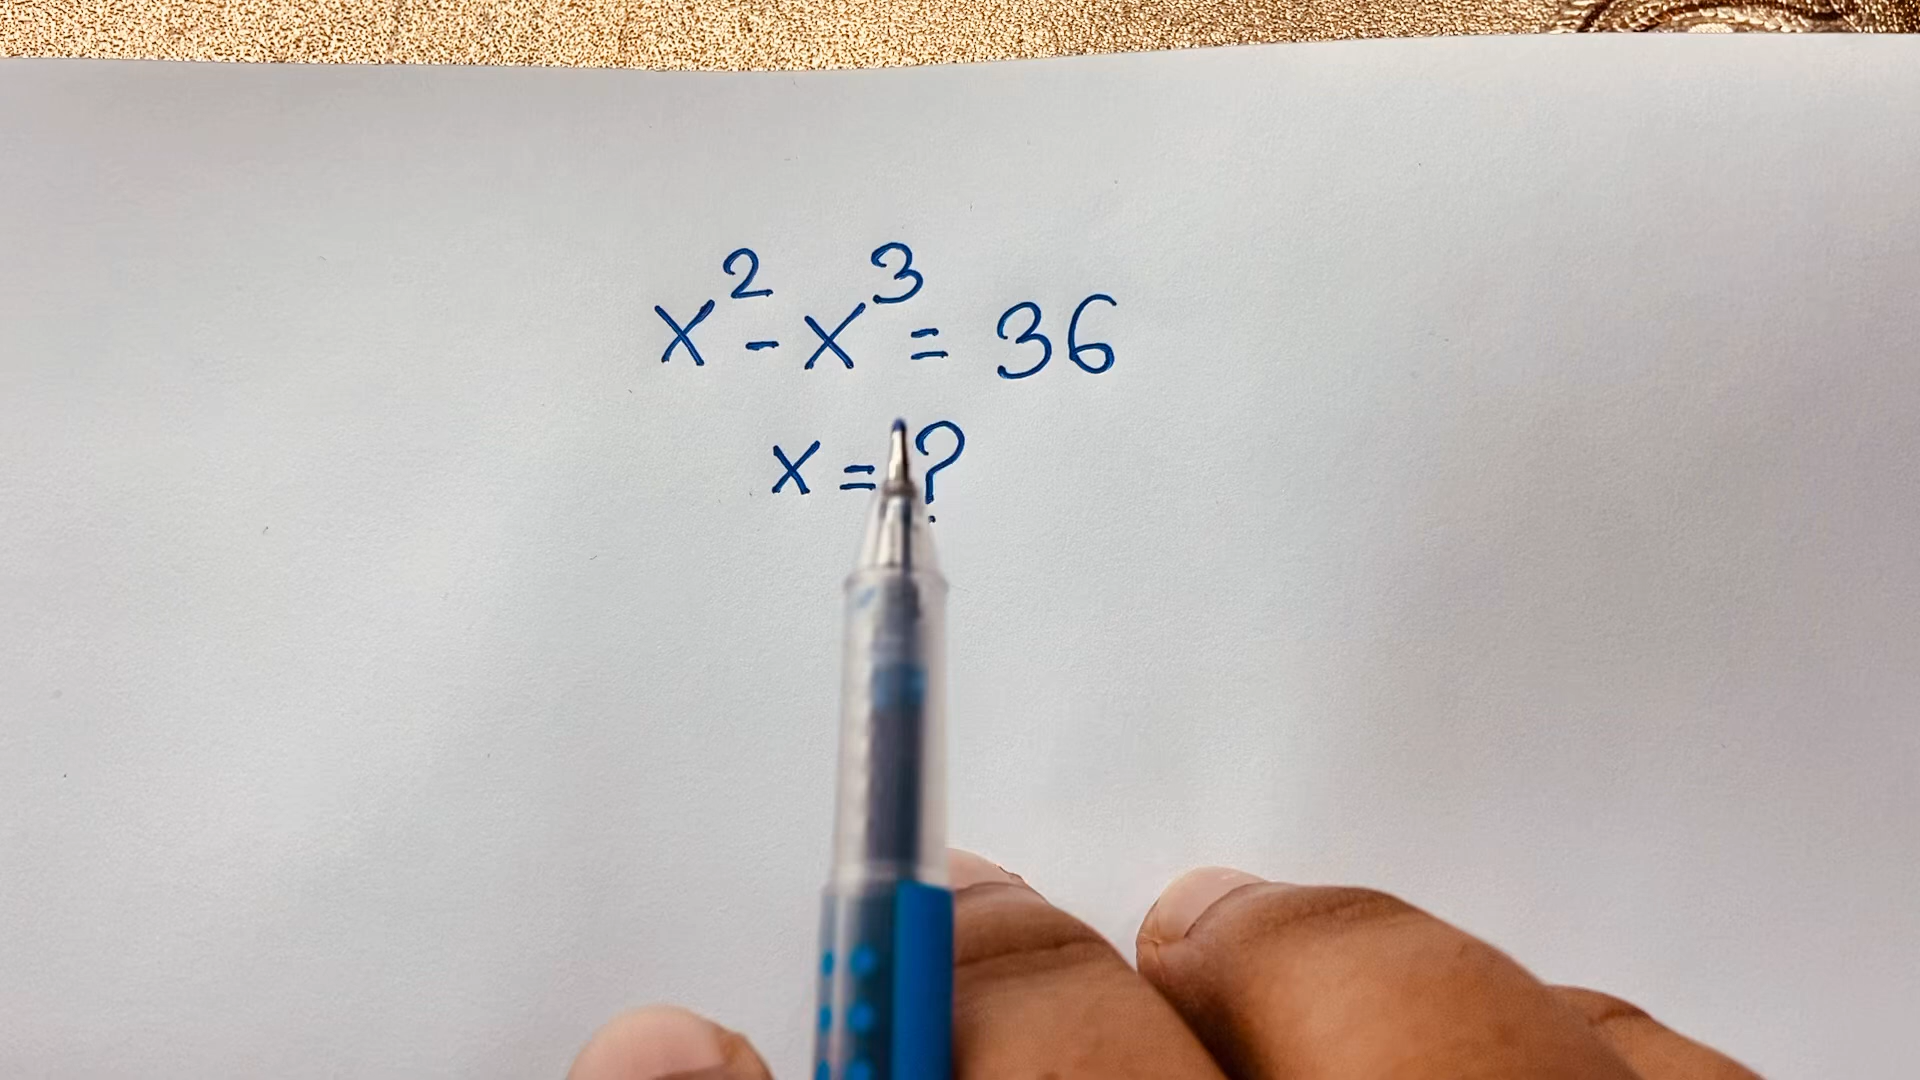 x² - x³ = 36
x = ?